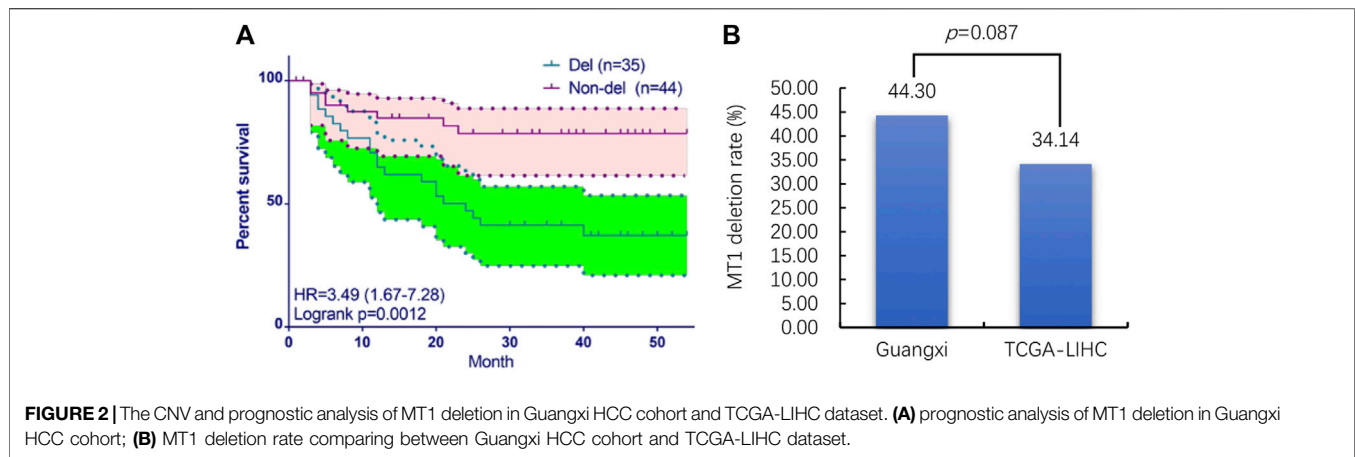 A
Del (n=35)
Non-del (n=44)
100
50
0
Percent survival
HR=3.49 (1.67-7.28)
Logrank p=0.0012
0 10 20 30 40 50
Month
B
p=0.087
50.00
45.00
40.00
35.00
30.00
25.00
20.00
15.00
10.00
5.00
0.00
MT1 deletion rate (%)
44.30
34.14
Guangxi TCGA-LIHC
FIGURE 2 | The CNV and prognostic analysis of MT1 deletion in Guangxi HCC cohort and TCGA-LIHC dataset. (A) prognostic analysis of MT1 deletion in Guangxi
HCC cohort; (B) MT1 deletion rate comparing between Guangxi HCC cohort and TCGA-LIHC dataset.